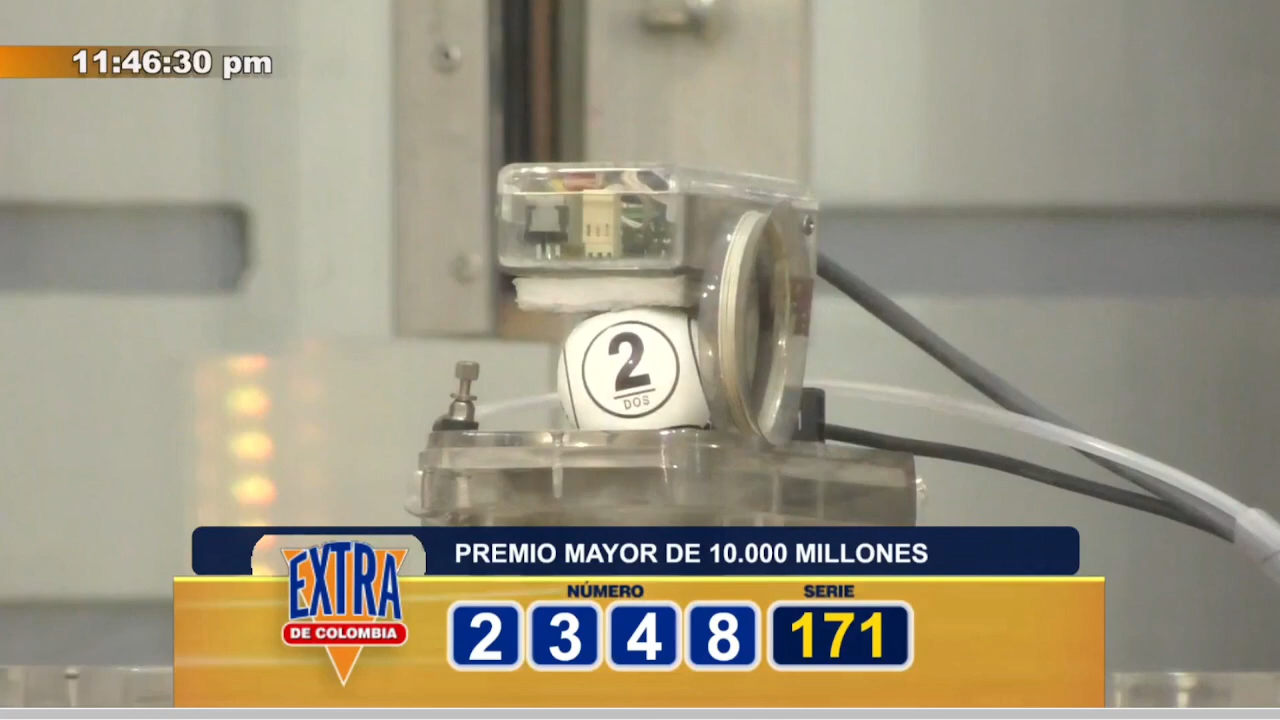 11:46:30 pm
2
DOS
PREMIO MAYOR DE 10.000 MILLONES
EXTRA
DE COLOMBIA
NÚMERO SERIE
2 3 4 8 171